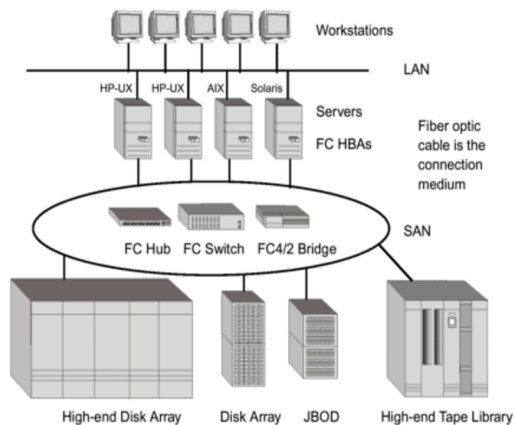 Workstations
LAN
HP-UX HP-UX AIX Solaris
Servers
FC HBAs
Fiber optic
cable is the
connection
medium
SAN
FC Hub FC Switch FC4/2 Bridge
High-end Disk Array Disk Array JBOD High-end Tape Library